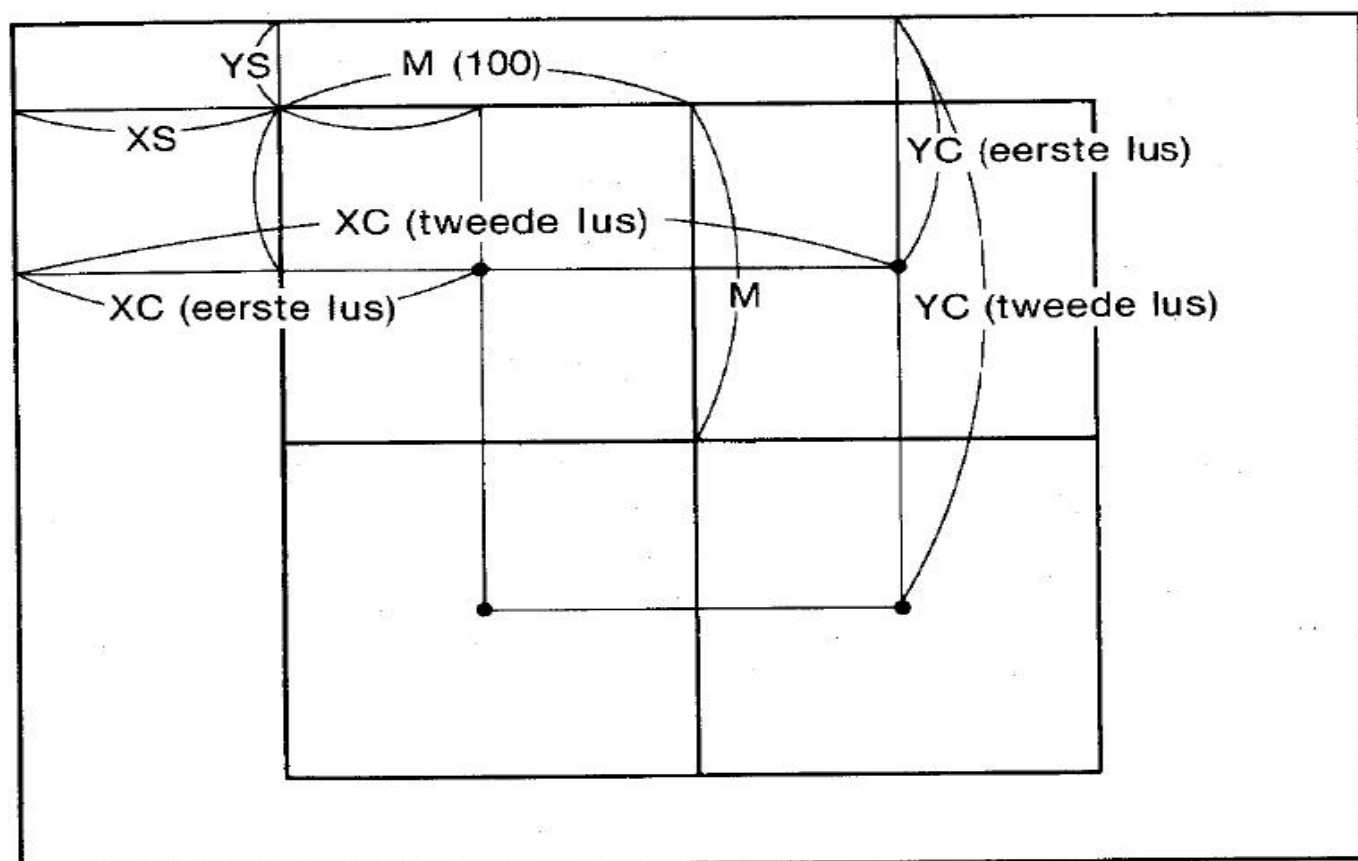 YS
M (100)
XS
YC (eerste lus)
XC (tweede lus)
M
XC (eerste lus)
YC (tweede lus)